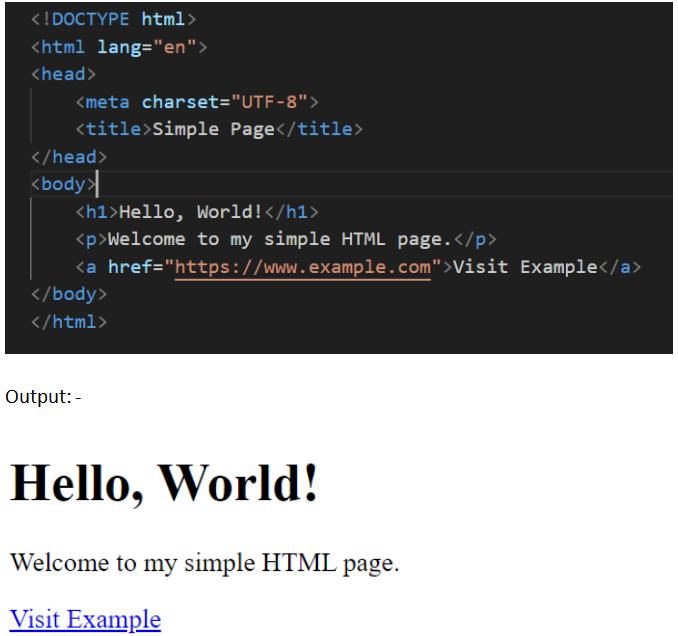 <!DOCTYPE html>
<html lang="en">
<head>
    <meta charset="UTF-8">
    <title>Simple Page</title>
</head>
<body>
    <h1>Hello, World!</h1>
    <p>Welcome to my simple HTML page.</p>
    <a href="https://www.example.com">Visit Example</a>
</body>
</html>
Output: -
Hello, World!
Welcome to my simple HTML page.
Visit Example